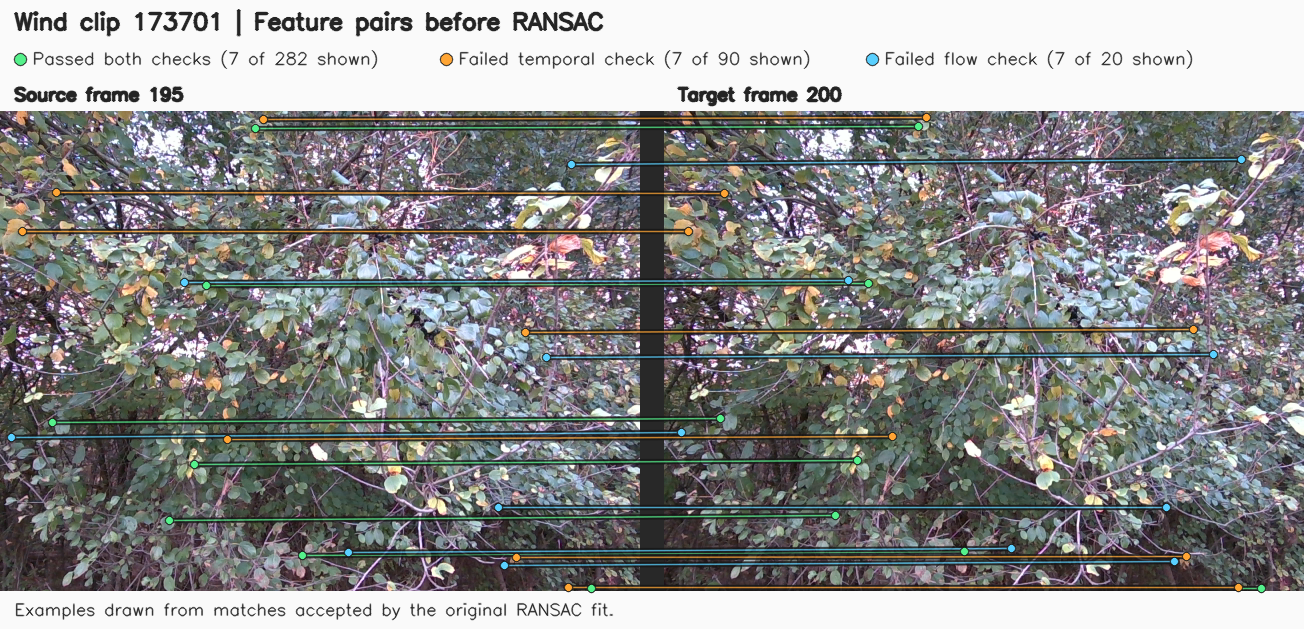 Wind clip 173701 | Feature pairs before RANSAC
Passed both checks (7 of 282 shown) Failed temporal check (7 of 90 shown) Failed flow check (7 of 20 shown)
Source frame 195 Target frame 200
Examples drawn from matches accepted by the original RANSAC fit.